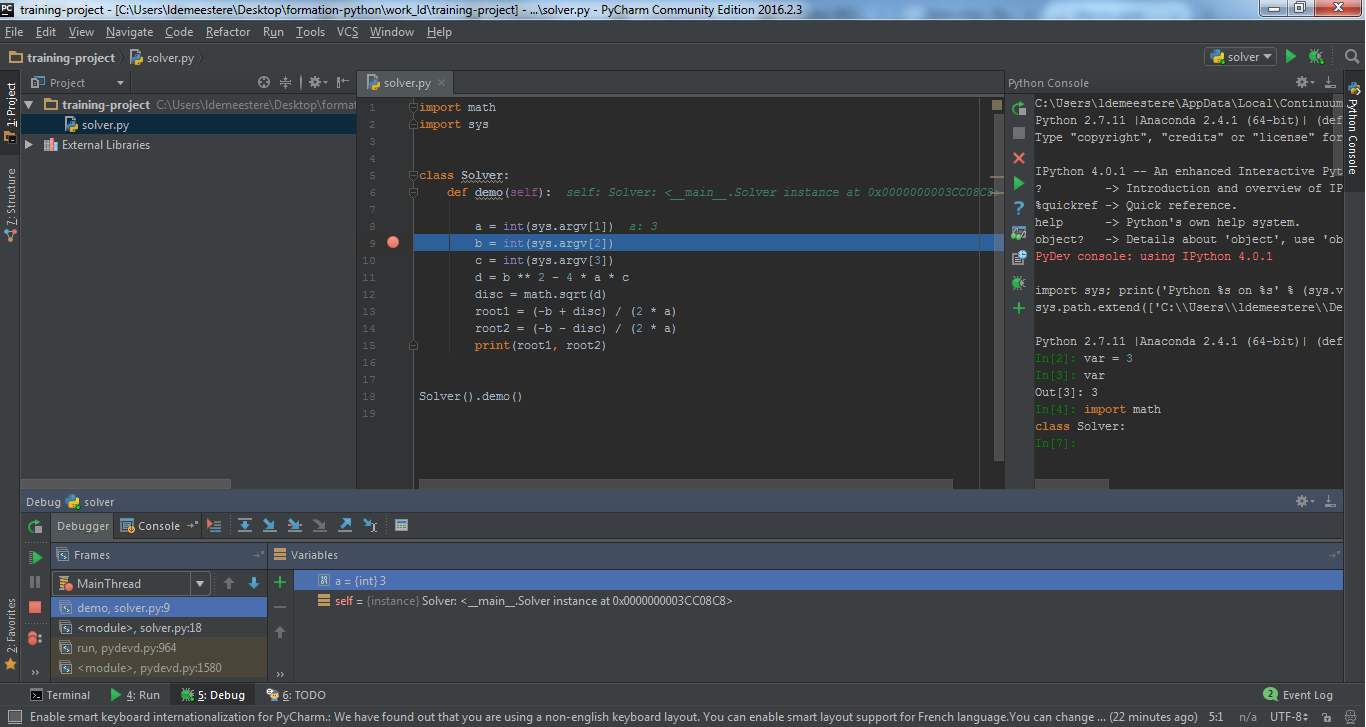 training-project - [C:\Users\ldemeestere\Desktop\formation-python\work_ld\training-project] - ...\solver.py - PyCharm Community Edition 2016.2.3
File Edit View Navigate Code Refactor Run Tools VCS Window Help
training-project solver.py
solver
1: Project
7: Structure
2: Favorites
Project
training-project C:\Users\ldemeestere\Desktop\format
solver.py
External Libraries
solver.py
1 import math
2 import sys
3
4
5 class Solver:
6 def demo(self): self: Solver: <__main__.Solver instance at 0x0000000003CC08C8>
7
8 a = int(sys.argv[1]) a: 3
9 b = int(sys.argv[2])
10 c = int(sys.argv[3])
11 d = b ** 2 - 4 * a * c
12 disc = math.sqrt(d)
13 root1 = (-b + disc) / (2 * a)
14 root2 = (-b - disc) / (2 * a)
15 print(root1, root2)
16
17
18 Solver().demo()
19
Python Console
C:\Users\ldemeestere\AppData\Local\Continuum
Python 2.7.11 |Anaconda 2.4.1 (64-bit)| (def
Type "copyright", "credits" or "license" for
IPython 4.0.1 -- An enhanced Interactive Pyt
? -> Introduction and overview of IP
%quickref -> Quick reference.
help -> Python's own help system.
object? -> Details about 'object', use 'ob
PyDev console: using IPython 4.0.1
import sys; print('Python %s on %s' % (sys.v
sys.path.extend(['C:\\Users\\ldemeestere\\De
Python 2.7.11 |Anaconda 2.4.1 (64-bit)| (def
In[2]: var = 3
In[3]: var
Out[3]: 3
In[4]: import math
class Solver:
In[7]:
Python Console
Debug solver
Debugger Console
Frames
MainThread
demo, solver.py:9
<module>, solver.py:18
run, pydevd.py:964
<module>, pydevd.py:1580
Variables
a = {int} 3
self = {instance} Solver: <__main__.Solver instance at 0x0000000003CC08C8>
Terminal 4: Run 5: Debug 6: TODO 2 Event Log
Enable smart keyboard internationalization for PyCharm.: We have found out that you are using a non-english keyboard layout. You can enable smart layout support for French language.You can change ... (22 minutes ago) 5:1 n/a UTF-8